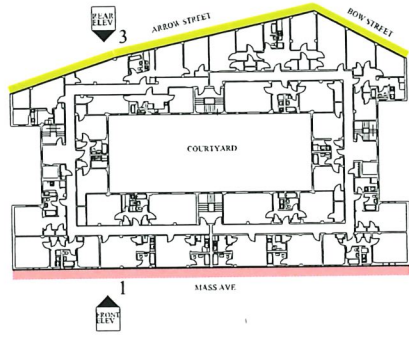 REAR
ELEV
3
ARROW STREET
BOW STREET
COURTYARD
MASS AVE
1
FRONT
ELEV